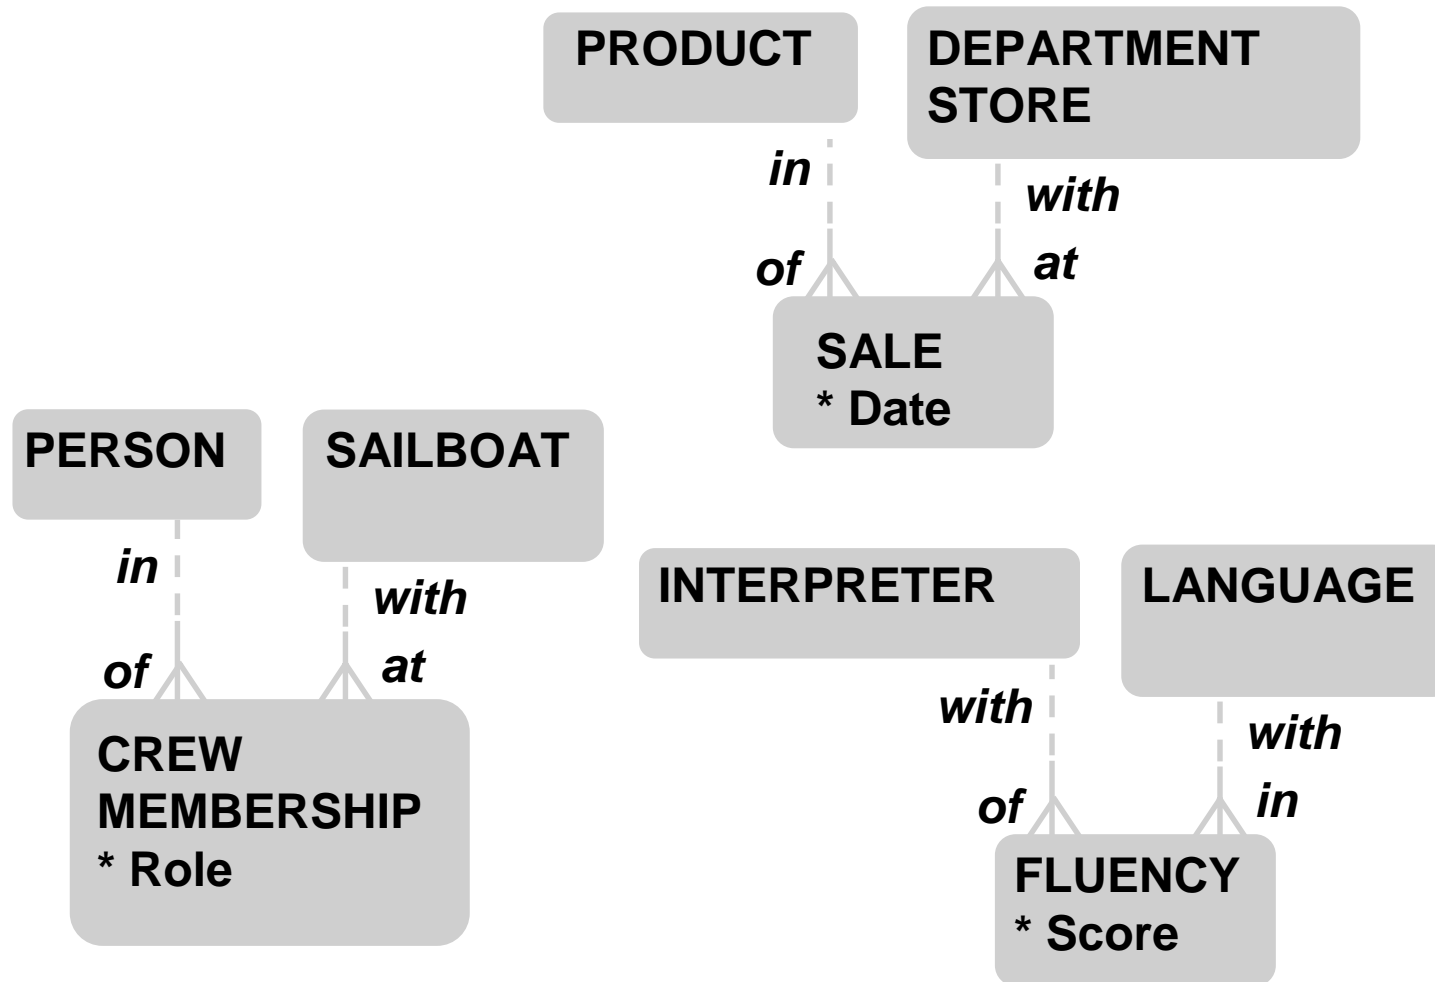 PRODUCT
DEPARTMENT
STORE
in
with
of
at
SALE
* Date
PERSON
SAILBOAT
in
with
of
at
CREW
MEMBERSHIP
* Role
INTERPRETER
LANGUAGE
with
with
of
in
FLUENCY
* Score